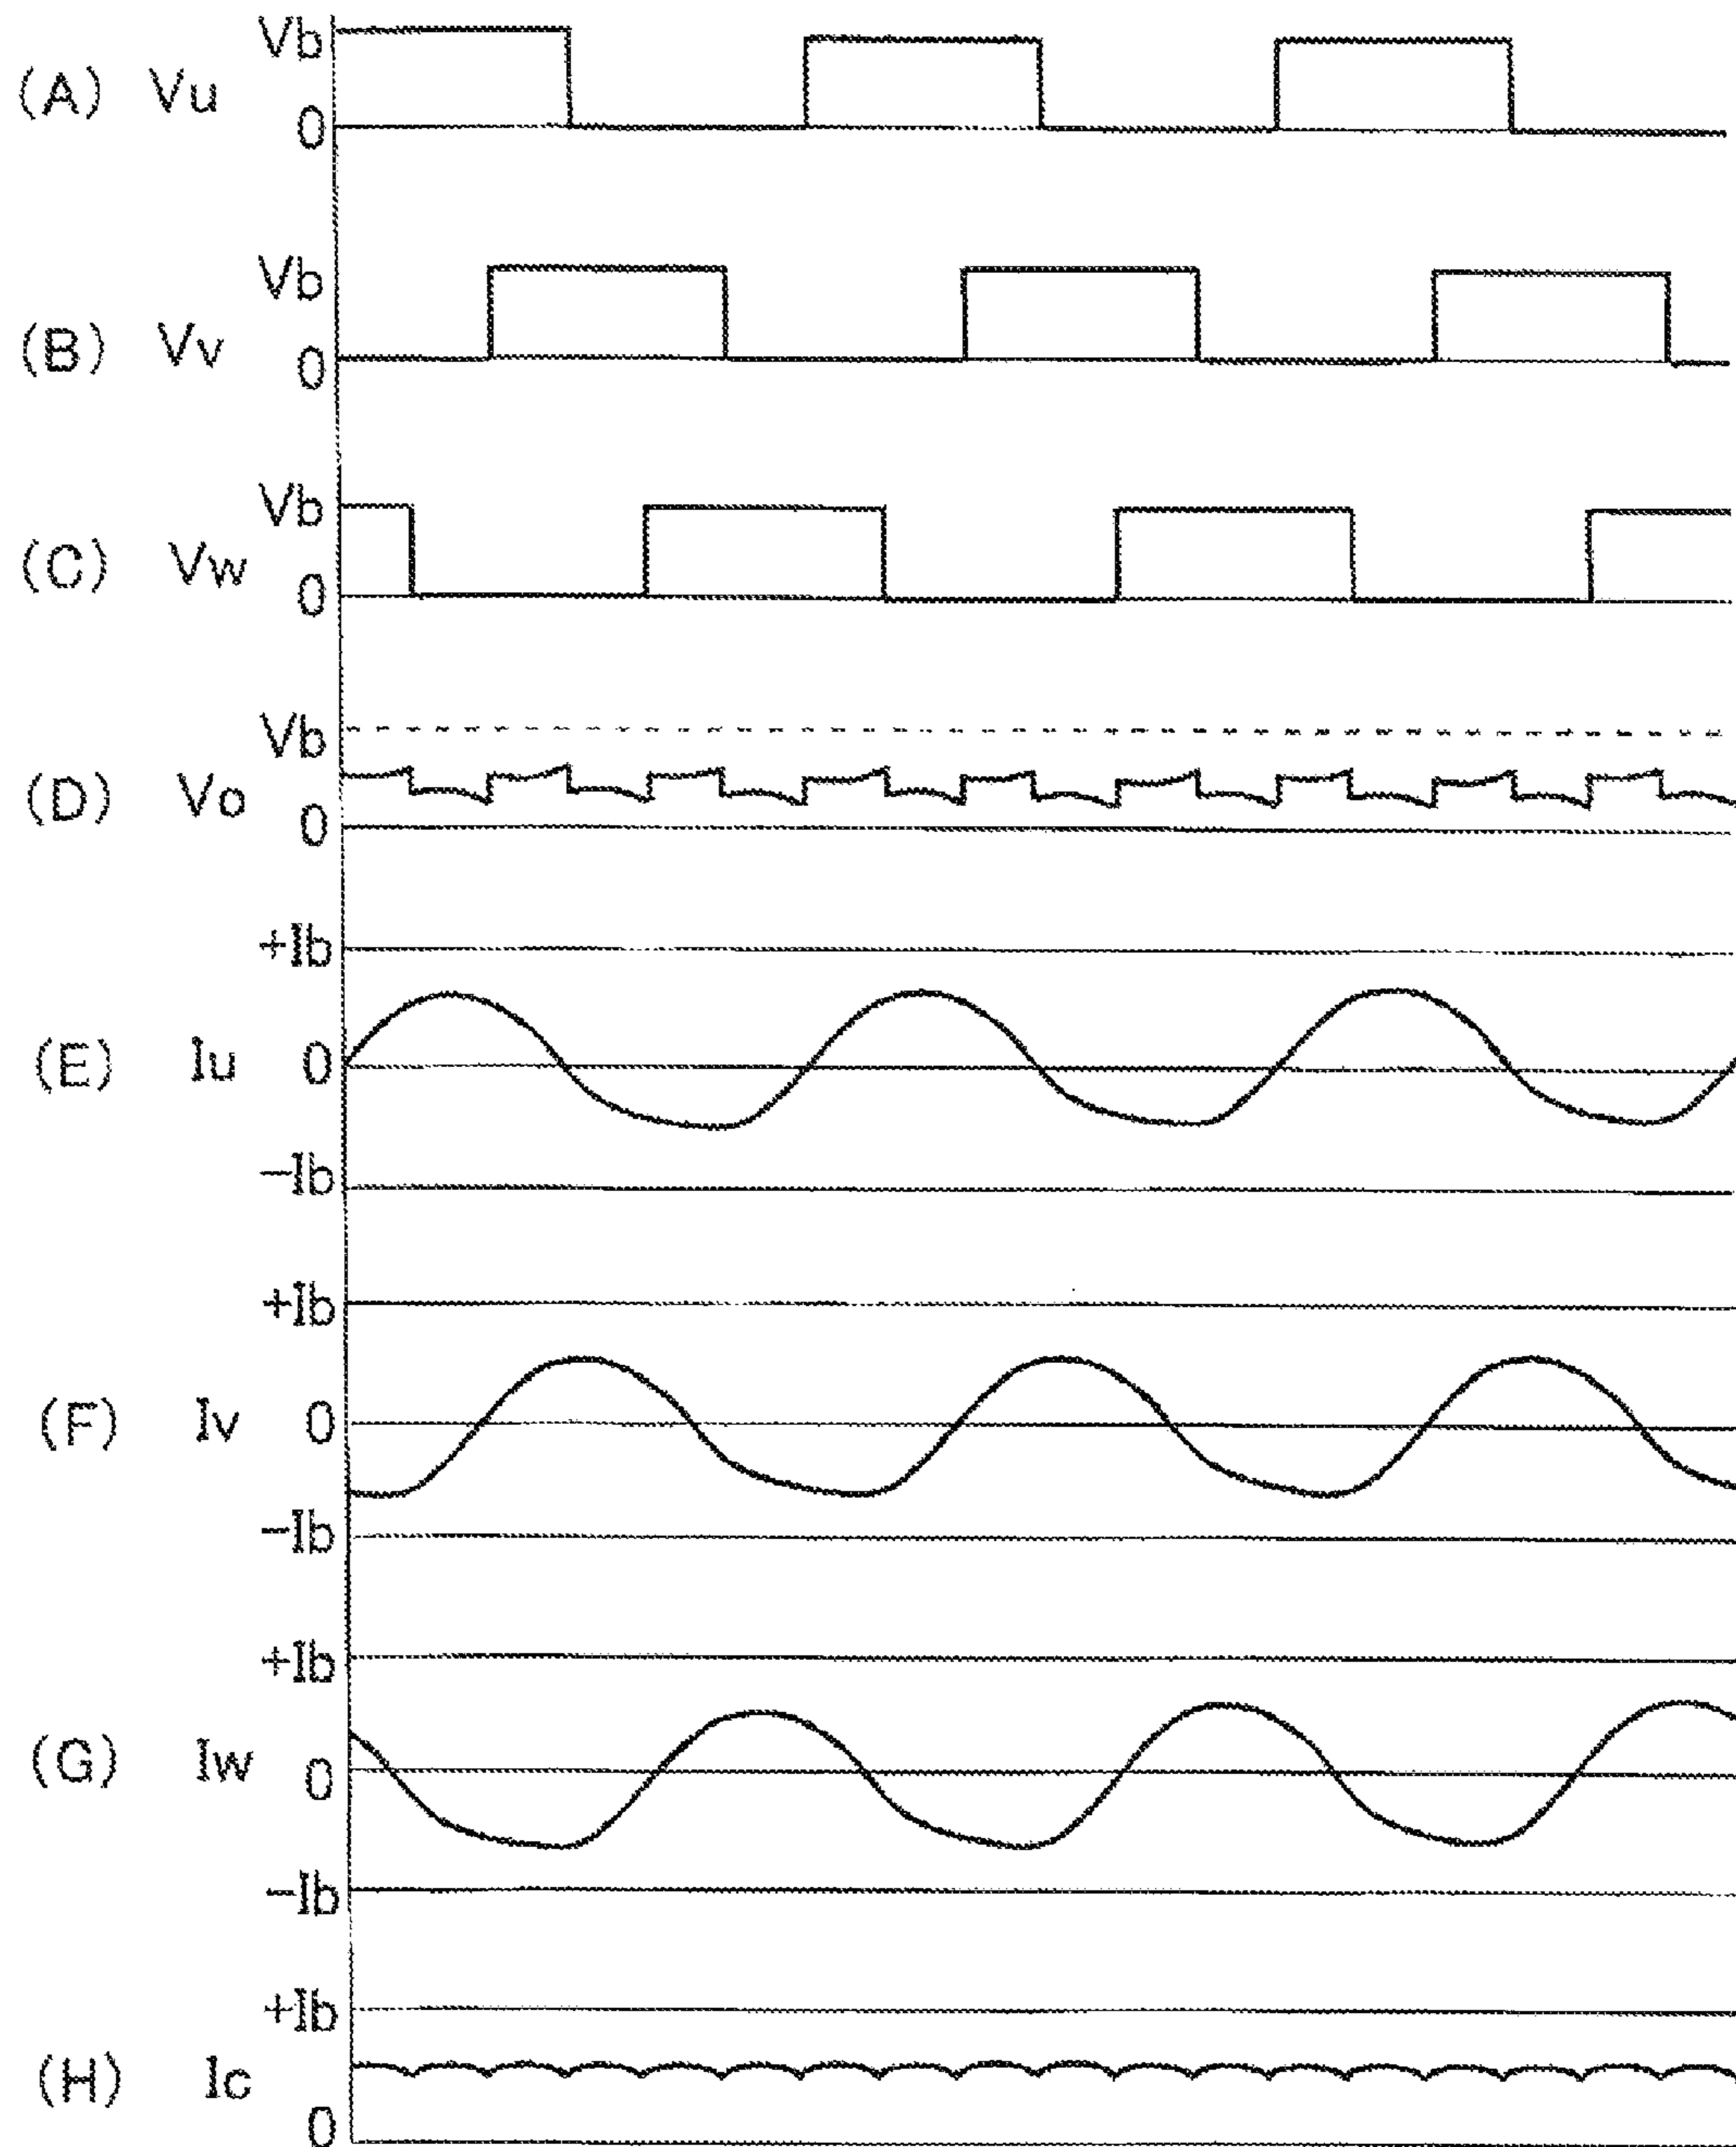 Vb
(A) Vu
0
Vb
(B) Vv
0
Vb
(C) Vw
0
Vb
(D) Vo
0
+Ib
(E) Iu 0
-Ib
+Ib
(F) Iv 0
-Ib
+Ib
(G) Iw 0
-Ib
+Ib
(H) Ic
0